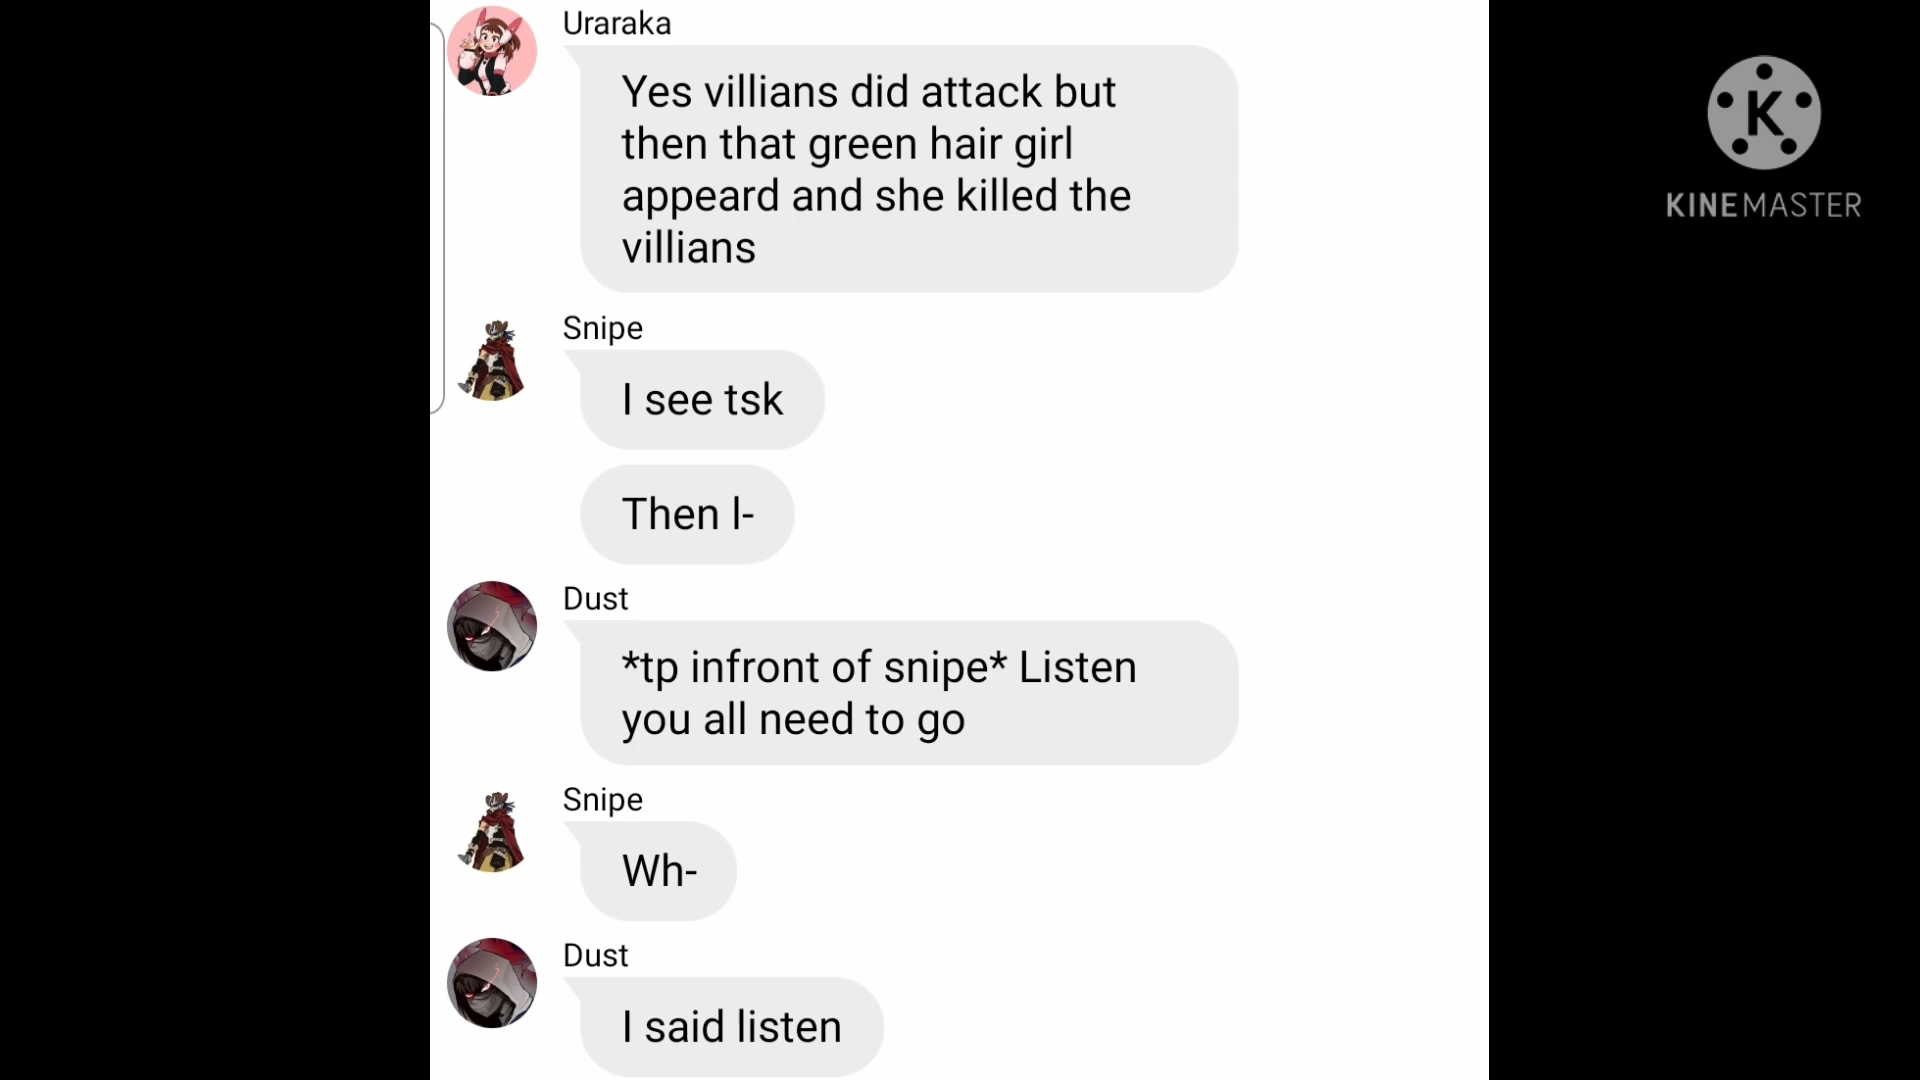 Uraraka
Yes villians did attack but
then that green hair girl
appeard and she killed the
villians
Snipe
I see tsk
Then l-
Dust
*tp infront of snipe* Listen
you all need to go
Snipe
Wh-
Dust
I said listen
K
KINEMASTER